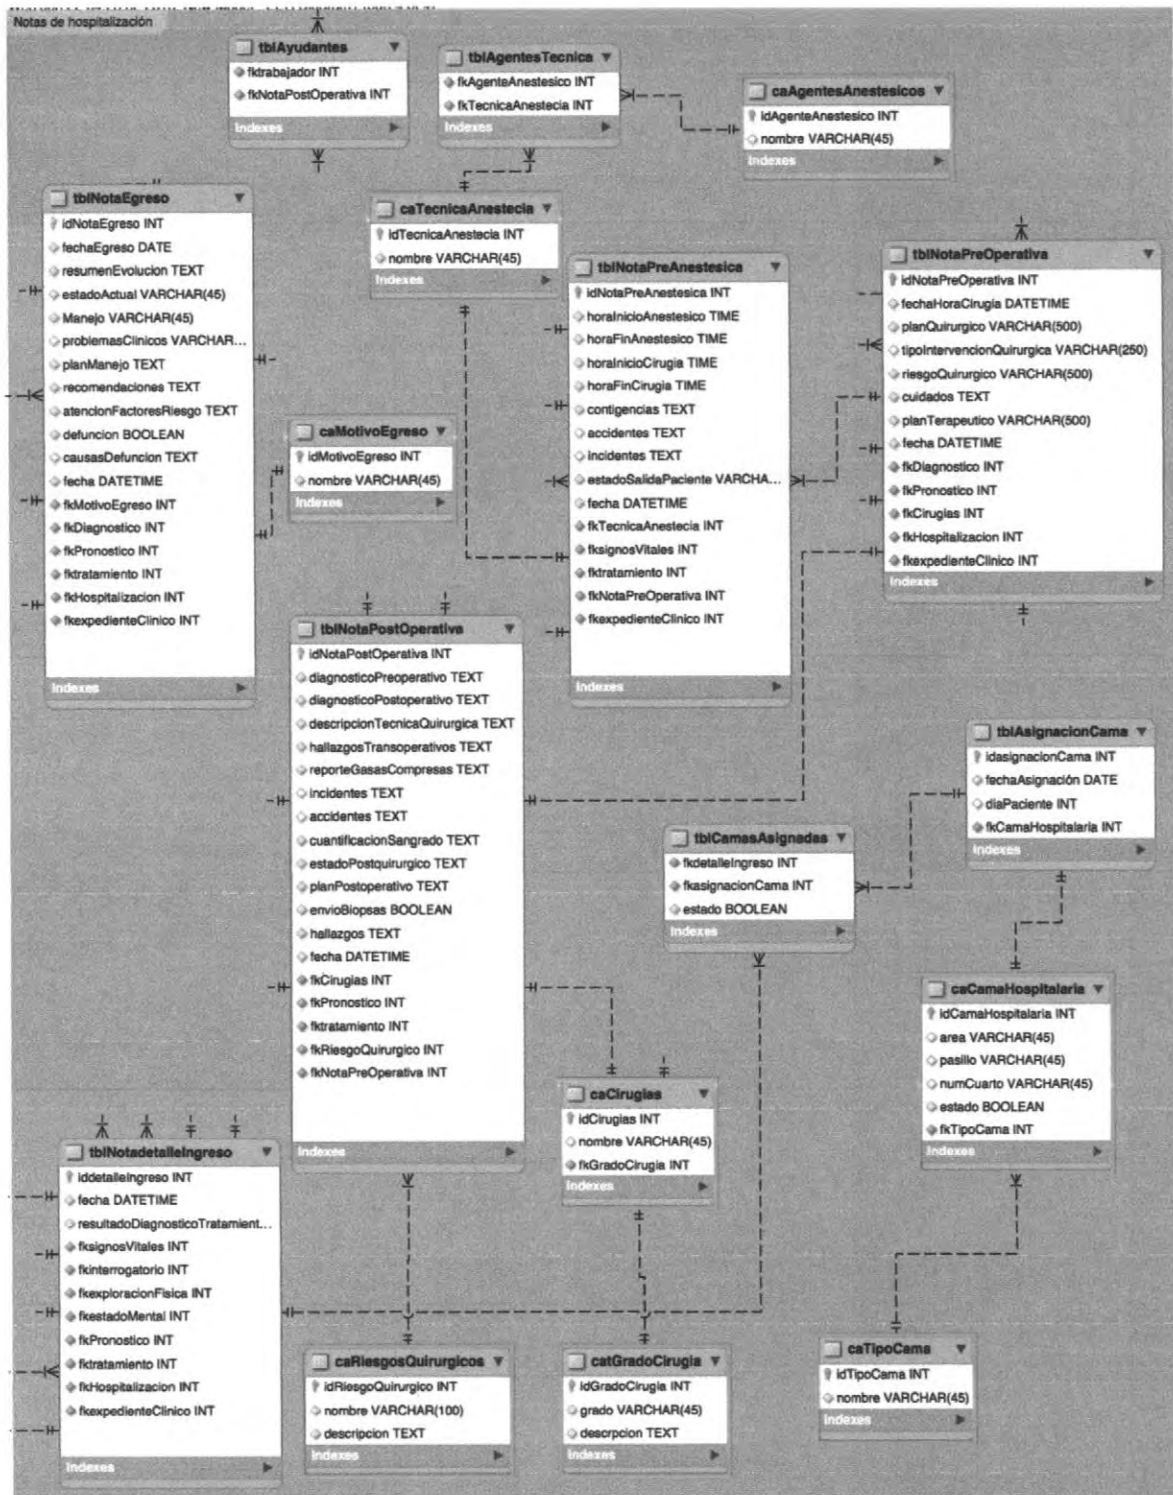 Notas de hospitalización
tblAyudantes
fktrabajador INT
fkNotaPostOperativa INT
Indexes
tblAgentesTecnica
fkAgenteAnestesico INT
fkTecnicaAnestecia INT
Indexes
caAgentesAnestesicos
idAgenteAnestesico INT
nombre VARCHAR(45)
Indexes
tblNotaEgreso
idNotaEgreso INT
fechaEgreso DATE
resumenEvolucion TEXT
estadoActual VARCHAR(45)
Manejo VARCHAR(45)
problemasClinicos VARCHAR...
planManejo TEXT
recomendaciones TEXT
atencionFactoresRiesgo TEXT
defuncion BOOLEAN
causasDefuncion TEXT
fecha DATETIME
fkMotivoEgreso INT
fkDiagnostico INT
fkPronostico INT
fktratamiento INT
fkHospitalizacion INT
fkexpedienteClinico INT
Indexes
caTecnicaAnestecia
idTecnicaAnestecia INT
nombre VARCHAR(45)
Indexes
tblNotaPreAnestesica
idNotaPreAnestesica INT
horaInicioAnestesico TIME
horaFinAnestesico TIME
horaInicioCirugia TIME
horaFinCirugia TIME
contigencias TEXT
accidentes TEXT
incidentes TEXT
estadoSalidaPaciente VARCHA...
fecha DATETIME
fkTecnicaAnestecia INT
fksignosVitales INT
fktratamiento INT
fkNotaPreOperativa INT
fkexpedienteClinico INT
Indexes
tblNotaPreOperativa
idNotaPreOperativa INT
fechaHoraCirugia DATETIME
planQuirurgico VARCHAR(500)
tipoIntervencionQuirurgica VARCHAR(250)
riesgoQuirurgico VARCHAR(500)
cuidados TEXT
planTerapeutico VARCHAR(500)
fecha DATETIME
fkDiagnostico INT
fkPronostico INT
fkCirugias INT
fkHospitalizacion INT
fkexpedienteClinico INT
Indexes
caMotivoEgreso
idMotivoEgreso INT
nombre VARCHAR(45)
Indexes
tblNotaPostOperativa
idNotaPostOperativa INT
diagnosticoPreoperativo TEXT
diagnosticoPostoperativo TEXT
descripcionTecnicaQuirurgica TEXT
hallazgosTransoperativos TEXT
reporteGasasCompresas TEXT
incidentes TEXT
accidentes TEXT
cuantificacionSangrado TEXT
estadoPostquirurgico TEXT
planPostoperativo TEXT
envioBiopsas BOOLEAN
hallazgos TEXT
fecha DATETIME
fkCirugias INT
fkPronostico INT
fktratamiento INT
fkRiesgoQuirurgico INT
fkNotaPreOperativa INT
Indexes
tblAsignacionCama
idasignacionCama INT
fechaAsignación DATE
diaPaciente INT
fkCamaHospitalaria INT
Indexes
tblCamasAsignadas
fkdetalleIngreso INT
fkasignacionCama INT
estado BOOLEAN
Indexes
caCamaHospitalaria
idCamaHospitalaria INT
area VARCHAR(45)
pasillo VARCHAR(45)
numCuarto VARCHAR(45)
estado BOOLEAN
fkTipoCama INT
Indexes
caCirugias
idCirugias INT
nombre VARCHAR(45)
fkGradoCirugia INT
Indexes
tblNotadetalleIngreso
iddetalleIngreso INT
fecha DATETIME
resultadoDiagnosticoTratamient...
fksignosVitales INT
fkinterrogatorio INT
fkexploracionFisica INT
fkestadoMental INT
fkPronostico INT
fktratamiento INT
fkHospitalizacion INT
fkexpedienteClinico INT
Indexes
caRiesgosQuirurgicos
idRiesgoQuirurgico INT
nombre VARCHAR(100)
descripcion TEXT
Indexes
catGradoCirugia
idGradoCirugia INT
grado VARCHAR(45)
descrpcion TEXT
Indexes
caTipoCama
idTipoCama INT
nombre VARCHAR(45)
Indexes